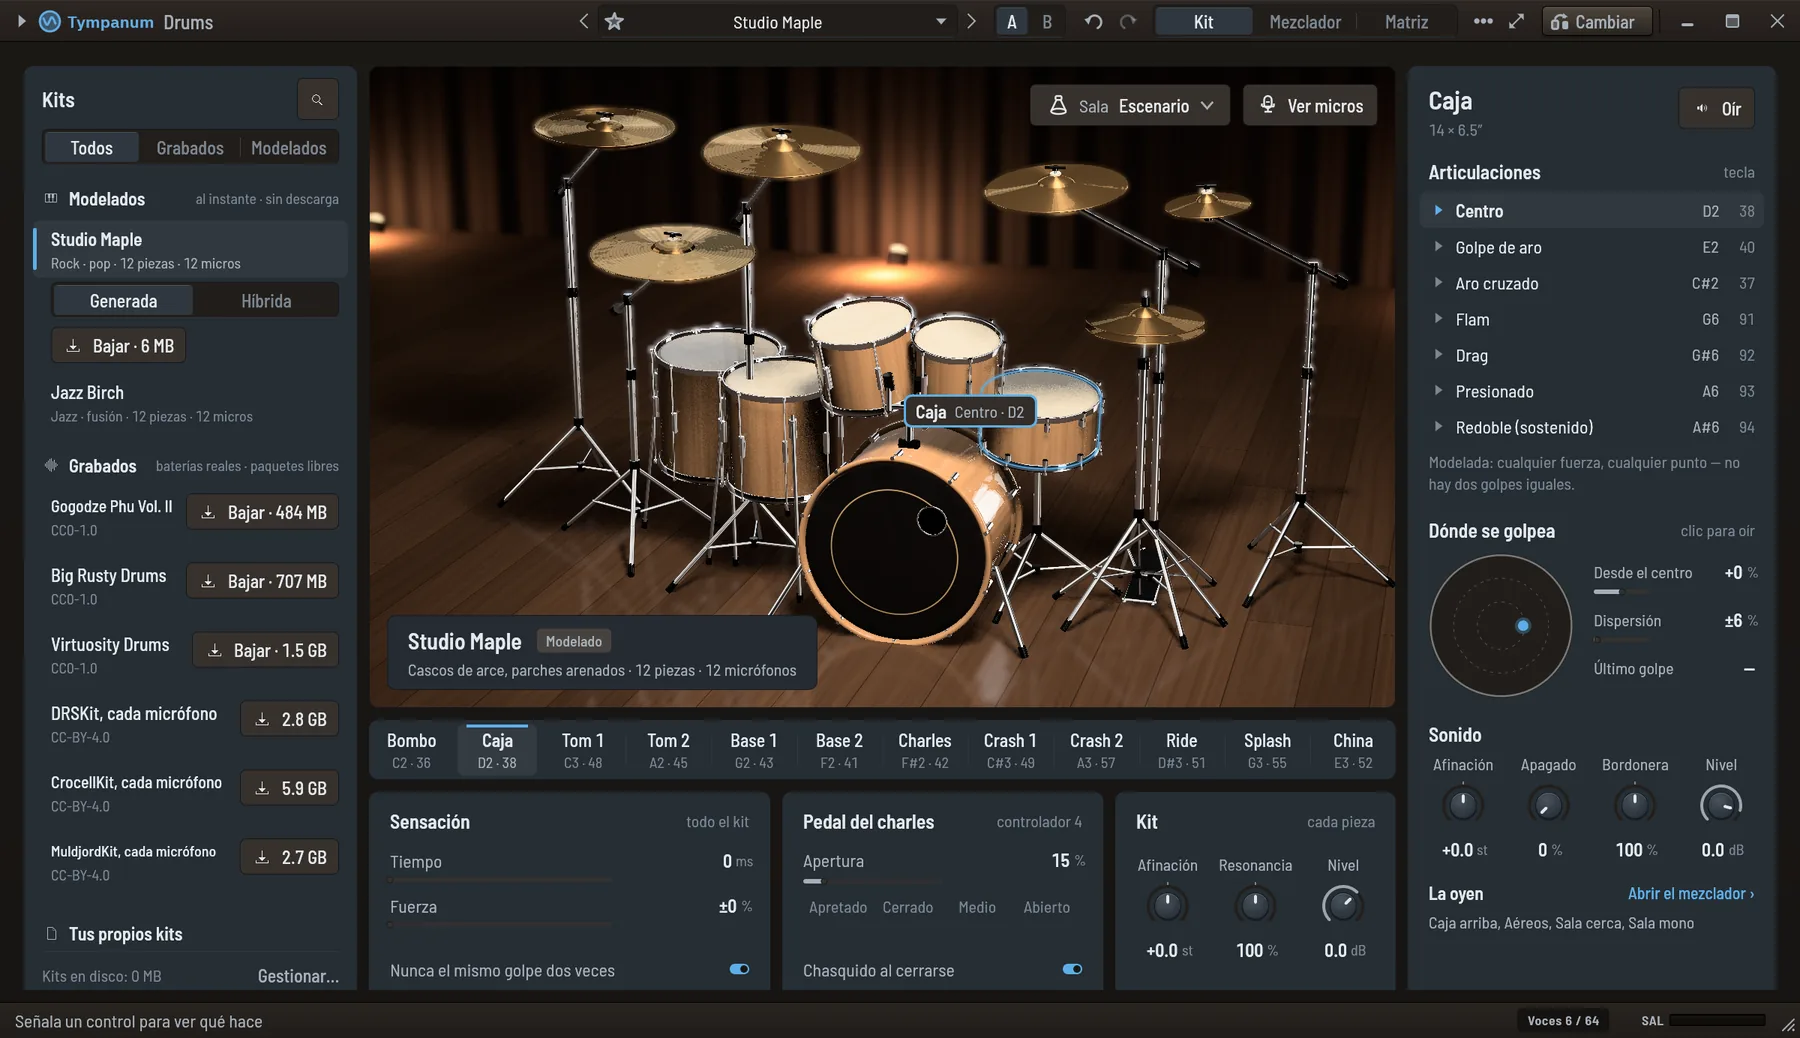 Tympanum Drums
Studio Maple
A B
Kit Mezclador Matriz
Cambiar
Kits
Todos Grabados Modelados
Modelados al instante · sin descarga
Studio Maple
Rock · pop · 12 piezas · 12 micros
Generada Híbrida
Bajar · 6 MB
Jazz Birch
Jazz · fusión · 12 piezas · 12 micros
Grabados baterías reales · paquetes libres
Gogodze Phu Vol. II Bajar · 484 MB
CC0-1.0
Big Rusty Drums Bajar · 707 MB
CC0-1.0
Virtuosity Drums Bajar · 1.5 GB
CC0-1.0
DRSKit, cada micrófono 2.8 GB
CC-BY-4.0
CrocellKit, cada micrófono 5.9 GB
CC-BY-4.0
MuldjordKit, cada micrófono 2.7 GB
CC-BY-4.0
Tus propios kits
Kits en disco: 0 MB Gestionar...
Sala Escenario
Ver micros
Caja Centro · D2
Studio Maple Modelado
Cascos de arce, parches arenados · 12 piezas · 12 micrófonos
Bombo Caja Tom 1 Tom 2 Base 1 Base 2 Charles Crash 1 Crash 2 Ride Splash China
C2 · 36 D2 · 38 C3 · 48 A2 · 45 G2 · 43 F2 · 41 F#2 · 42 C#3 · 49 A3 · 57 D#3 · 51 G3 · 55 E3 · 52
Sensación todo el kit
Tiempo 0 ms
Fuerza ±0 %
Nunca el mismo golpe dos veces
Pedal del charles controlador 4
Apertura 15 %
Apretado Cerrado Medio Abierto
Chasquido al cerrarse
Kit cada pieza
Afinación Resonancia Nivel
+0.0 st 100 % 0.0 dB
Caja
14 × 6.5″
Oír
Articulaciones tecla
Centro D2 38
Golpe de aro E2 40
Aro cruzado C#2 37
Flam G6 91
Drag G#6 92
Presionado A6 93
Redoble (sostenido) A#6 94
Modelada: cualquier fuerza, cualquier punto — no
hay dos golpes iguales.
Dónde se golpea clic para oír
Desde el centro +0 %
Dispersión ±6 %
Último golpe —
Sonido
Afinación Apagado Bordonera Nivel
+0.0 st 0 % 100 % 0.0 dB
La oyen Abrir el mezclador ›
Caja arriba, Aéreos, Sala cerca, Sala mono
Señala un control para ver qué hace
Voces 6 / 64
SAL